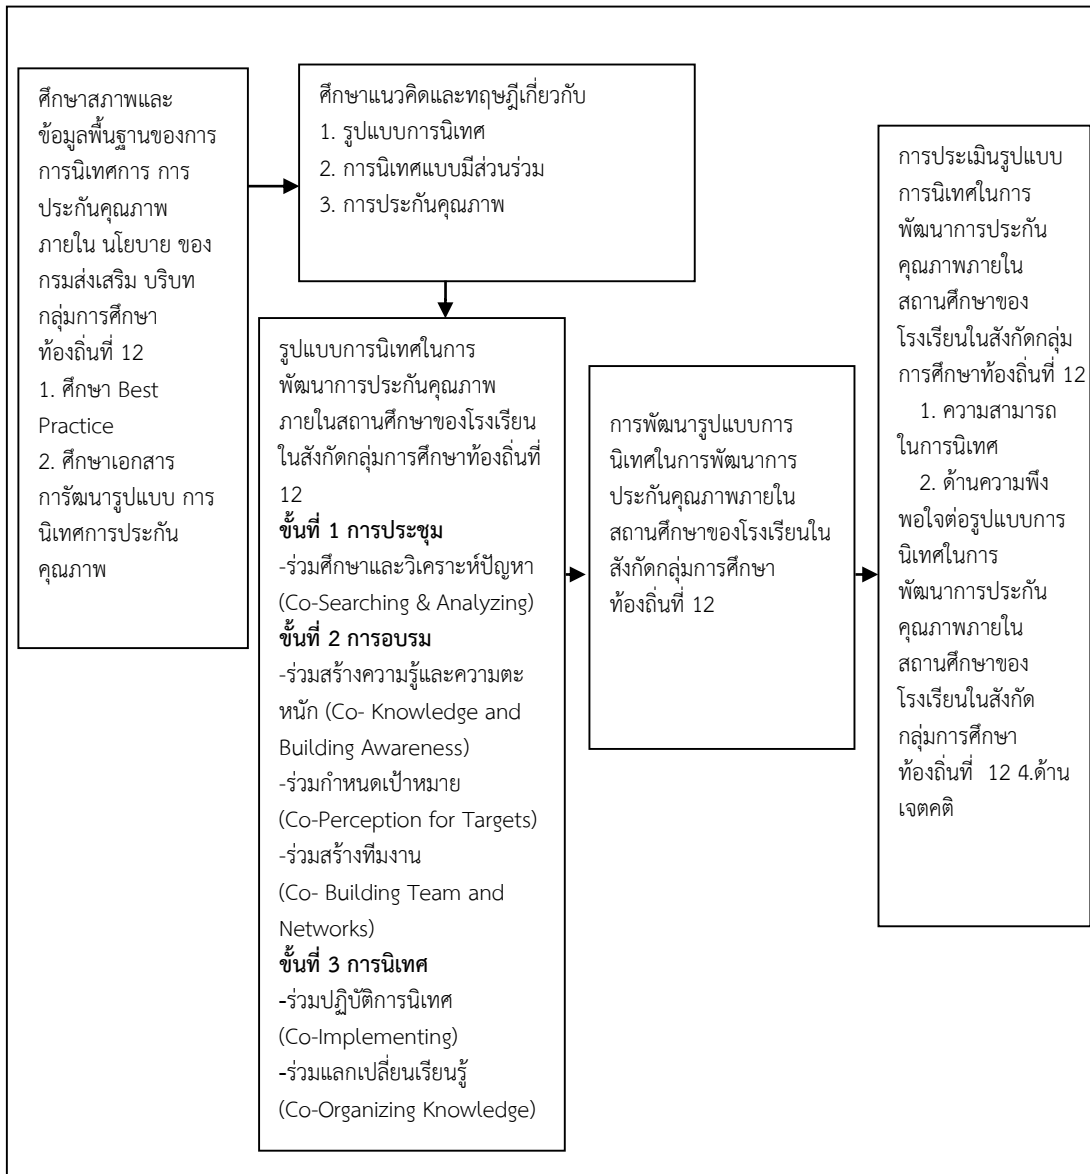 ศึกษาสภาพและ
ข้อมูลพื้นฐานของการ
การนิเทศการ การ
ประกันคุณภาพ
ภายใน นโยบาย ของ
กรมส่งเสริม บริบท
กลุ่มการศึกษา
ท้องถิ่นที่ 12
1. ศึกษา Best
Practice
2. ศึกษาเอกสาร
การัฒนารูปแบบ การ
นิเทศการประกัน
คุณภาพ
ศึกษาแนวคิดและทฤษฎีเกี่ยวกับ
1. รูปแบบการนิเทศ
2. การนิเทศแบบมีส่วนร่วม
3. การประกันคุณภาพ
รูปแบบการนิเทศในการ
พัฒนาการประกันคุณภาพ
ภายในสถานศึกษาของโรงเรียน
ในสังกัดกลุ่มการศึกษาท้องถิ่นที่
12
ขั้นที่ 1 การประชุม
-ร่วมศึกษาและวิเคราะห์ปัญหา
(Co-Searching & Analyzing)
ขั้นที่ 2 การอบรม
-ร่วมสร้างความรู้และความตะ
หนัก (Co- Knowledge and
Building Awareness)
-ร่วมกำหนดเป้าหมาย
(Co-Perception for Targets)
-ร่วมสร้างทีมงาน
(Co- Building Team and
Networks)
ขั้นที่ 3 การนิเทศ
-ร่วมปฏิบัติการนิเทศ
(Co-Implementing)
-ร่วมแลกเปลี่ยนเรียนรู้
(Co-Organizing Knowledge)
การพัฒนารูปแบบการ
นิเทศในการพัฒนาการ
ประกันคุณภาพภายใน
สถานศึกษาของโรงเรียนใน
สังกัดกลุ่มการศึกษา
ท้องถิ่นที่ 12
การประเมินรูปแบบ
การนิเทศในการ
พัฒนาการประกัน
คุณภาพภายใน
สถานศึกษาของ
โรงเรียนในสังกัดกลุ่ม
การศึกษาท้องถิ่นที่ 12
1. ความสามารถ
ในการนิเทศ
2. ด้านความพึง
พอใจต่อรูปแบบการ
นิเทศในการ
พัฒนาการประกัน
คุณภาพภายใน
สถานศึกษาของ
โรงเรียนในสังกัด
กลุ่มการศึกษา
ท้องถิ่นที่ 12 4.ด้าน
เจตคติ